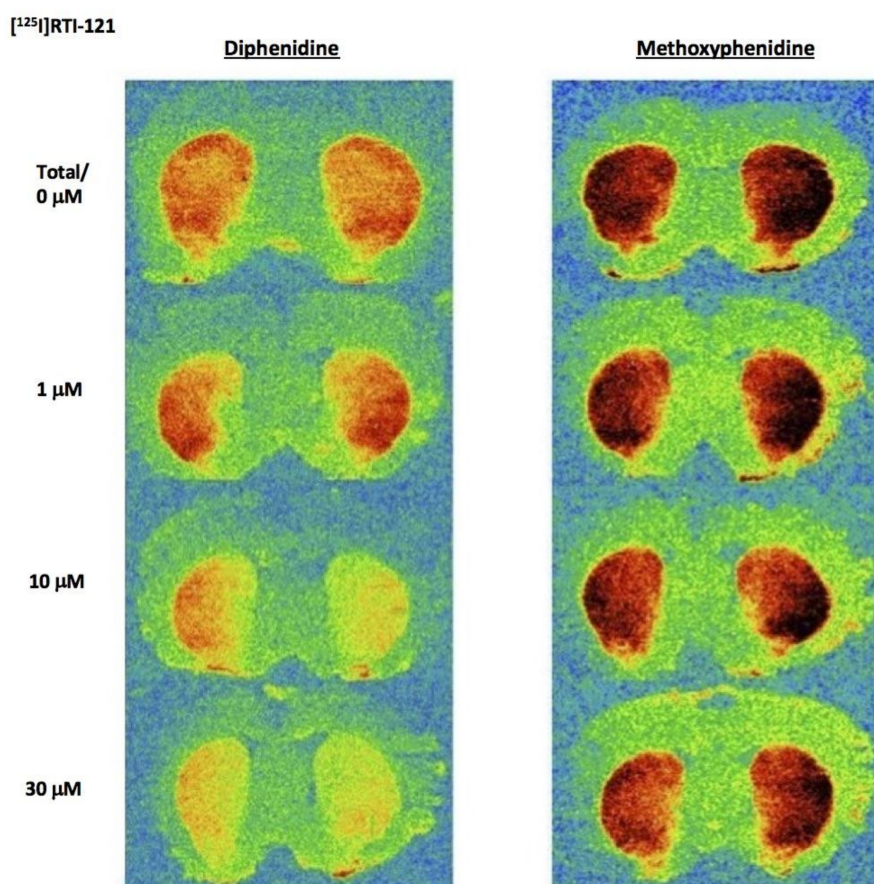 [¹²⁵I]RTI-121
Diphenidine
Methoxyphenidine
Total/
0 µM
1 µM
10 µM
30 µM